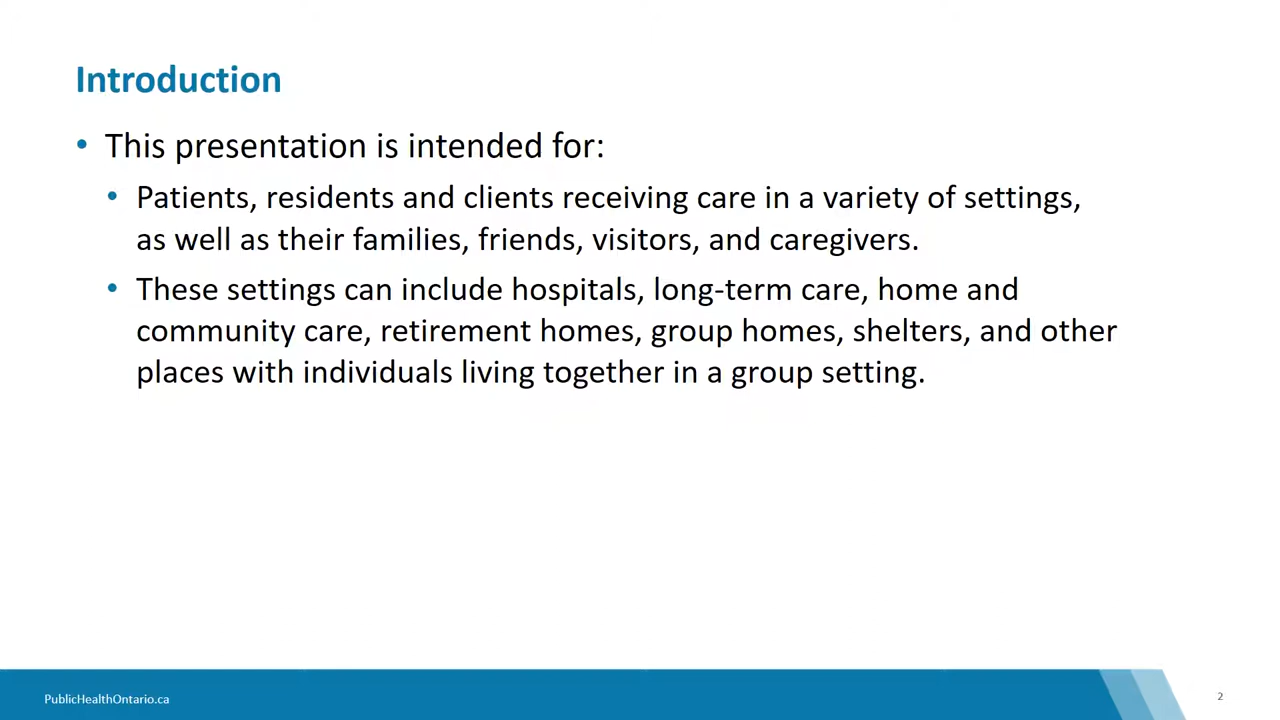 Introduction
• This presentation is intended for:
• Patients, residents and clients receiving care in a variety of settings,
as well as their families, friends, visitors, and caregivers.
• These settings can include hospitals, long-term care, home and
community care, retirement homes, group homes, shelters, and other
places with individuals living together in a group setting.
PublicHealthOntario.ca
2